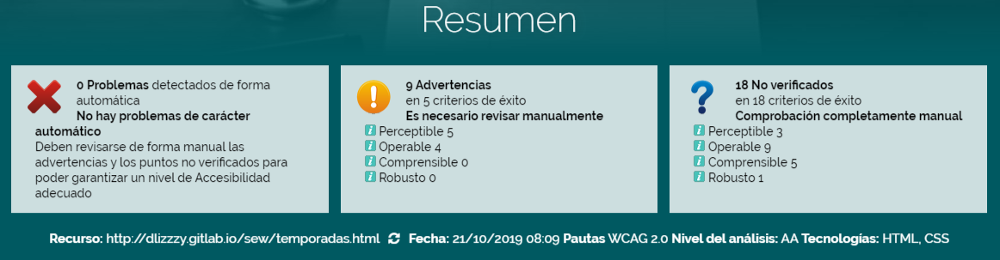 Resumen
0 Problemas detectados de forma
automática
No hay problemas de carácter
automático
Deben revisarse de forma manual las
advertencias y los puntos no verificados para
poder garantizar un nivel de Accesibilidad
adecuado
9 Advertencias
en 5 criterios de éxito
Es necesario revisar manualmente
Perceptible 5
Operable 4
Comprensible 0
Robusto 0
18 No verificados
en 18 criterios de éxito
Comprobación completamente manual
Perceptible 3
Operable 9
Comprensible 5
Robusto 1
Recurso: http://dlizzzy.gitlab.io/sew/temporadas.html Fecha: 21/10/2019 08:09 Pautas WCAG 2.0 Nivel del análisis: AA Tecnologías: HTML, CSS